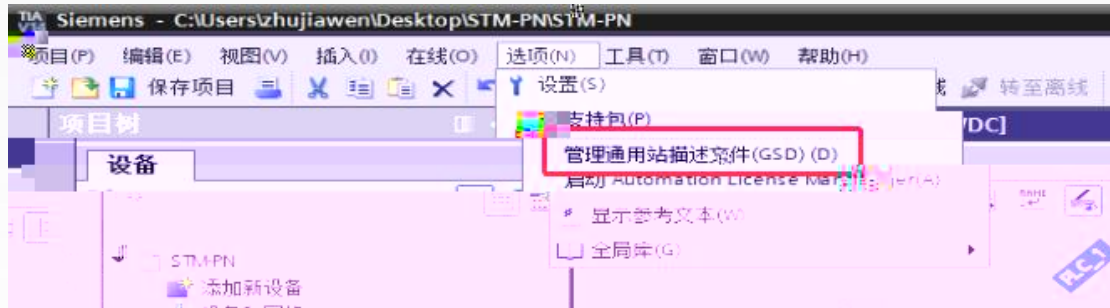 Siemens - C:\Users\zhujiawen\Desktop\STM-PN\STM-PN
项目(P) 编辑(E) 视图(V) 插入(I) 在线(O) 选项(N) 工具(T) 窗口(W) 帮助(H)
保存项目 设置(S) 转至离线
项目树 支持包(P) /DC]
设备 管理通用站描述文件(GSD) (D)
启动 Automation License
显示参考文本(W)
STM-PN 全局库(G) PLC_1
添加新设备